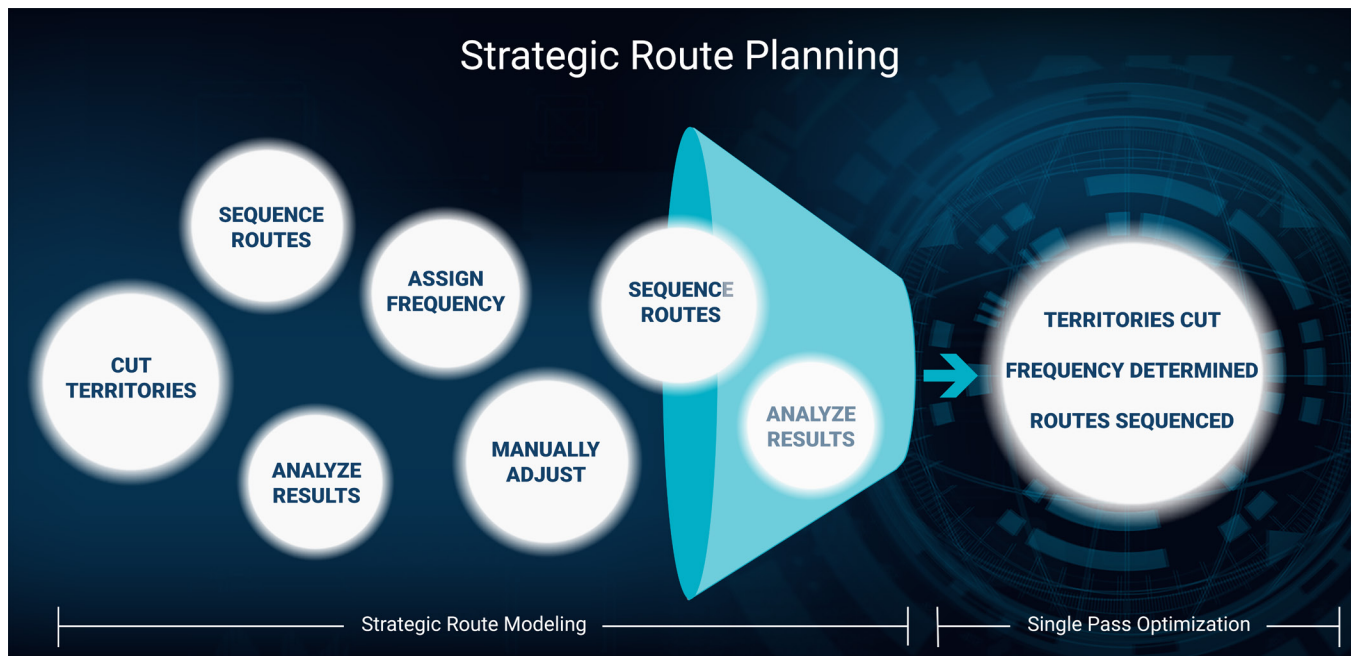 Strategic Route Planning
SEQUENCE
ROUTES
ASSIGN
FREQUENCY
SEQUENCE
ROUTES
CUT
TERRITORIES
ANALYZE
RESULTS
MANUALLY
ADJUST
ANALYZE
RESULTS
TERRITORIES CUT
FREQUENCY DETERMINED
ROUTES SEQUENCED
Strategic Route Modeling
Single Pass Optimization